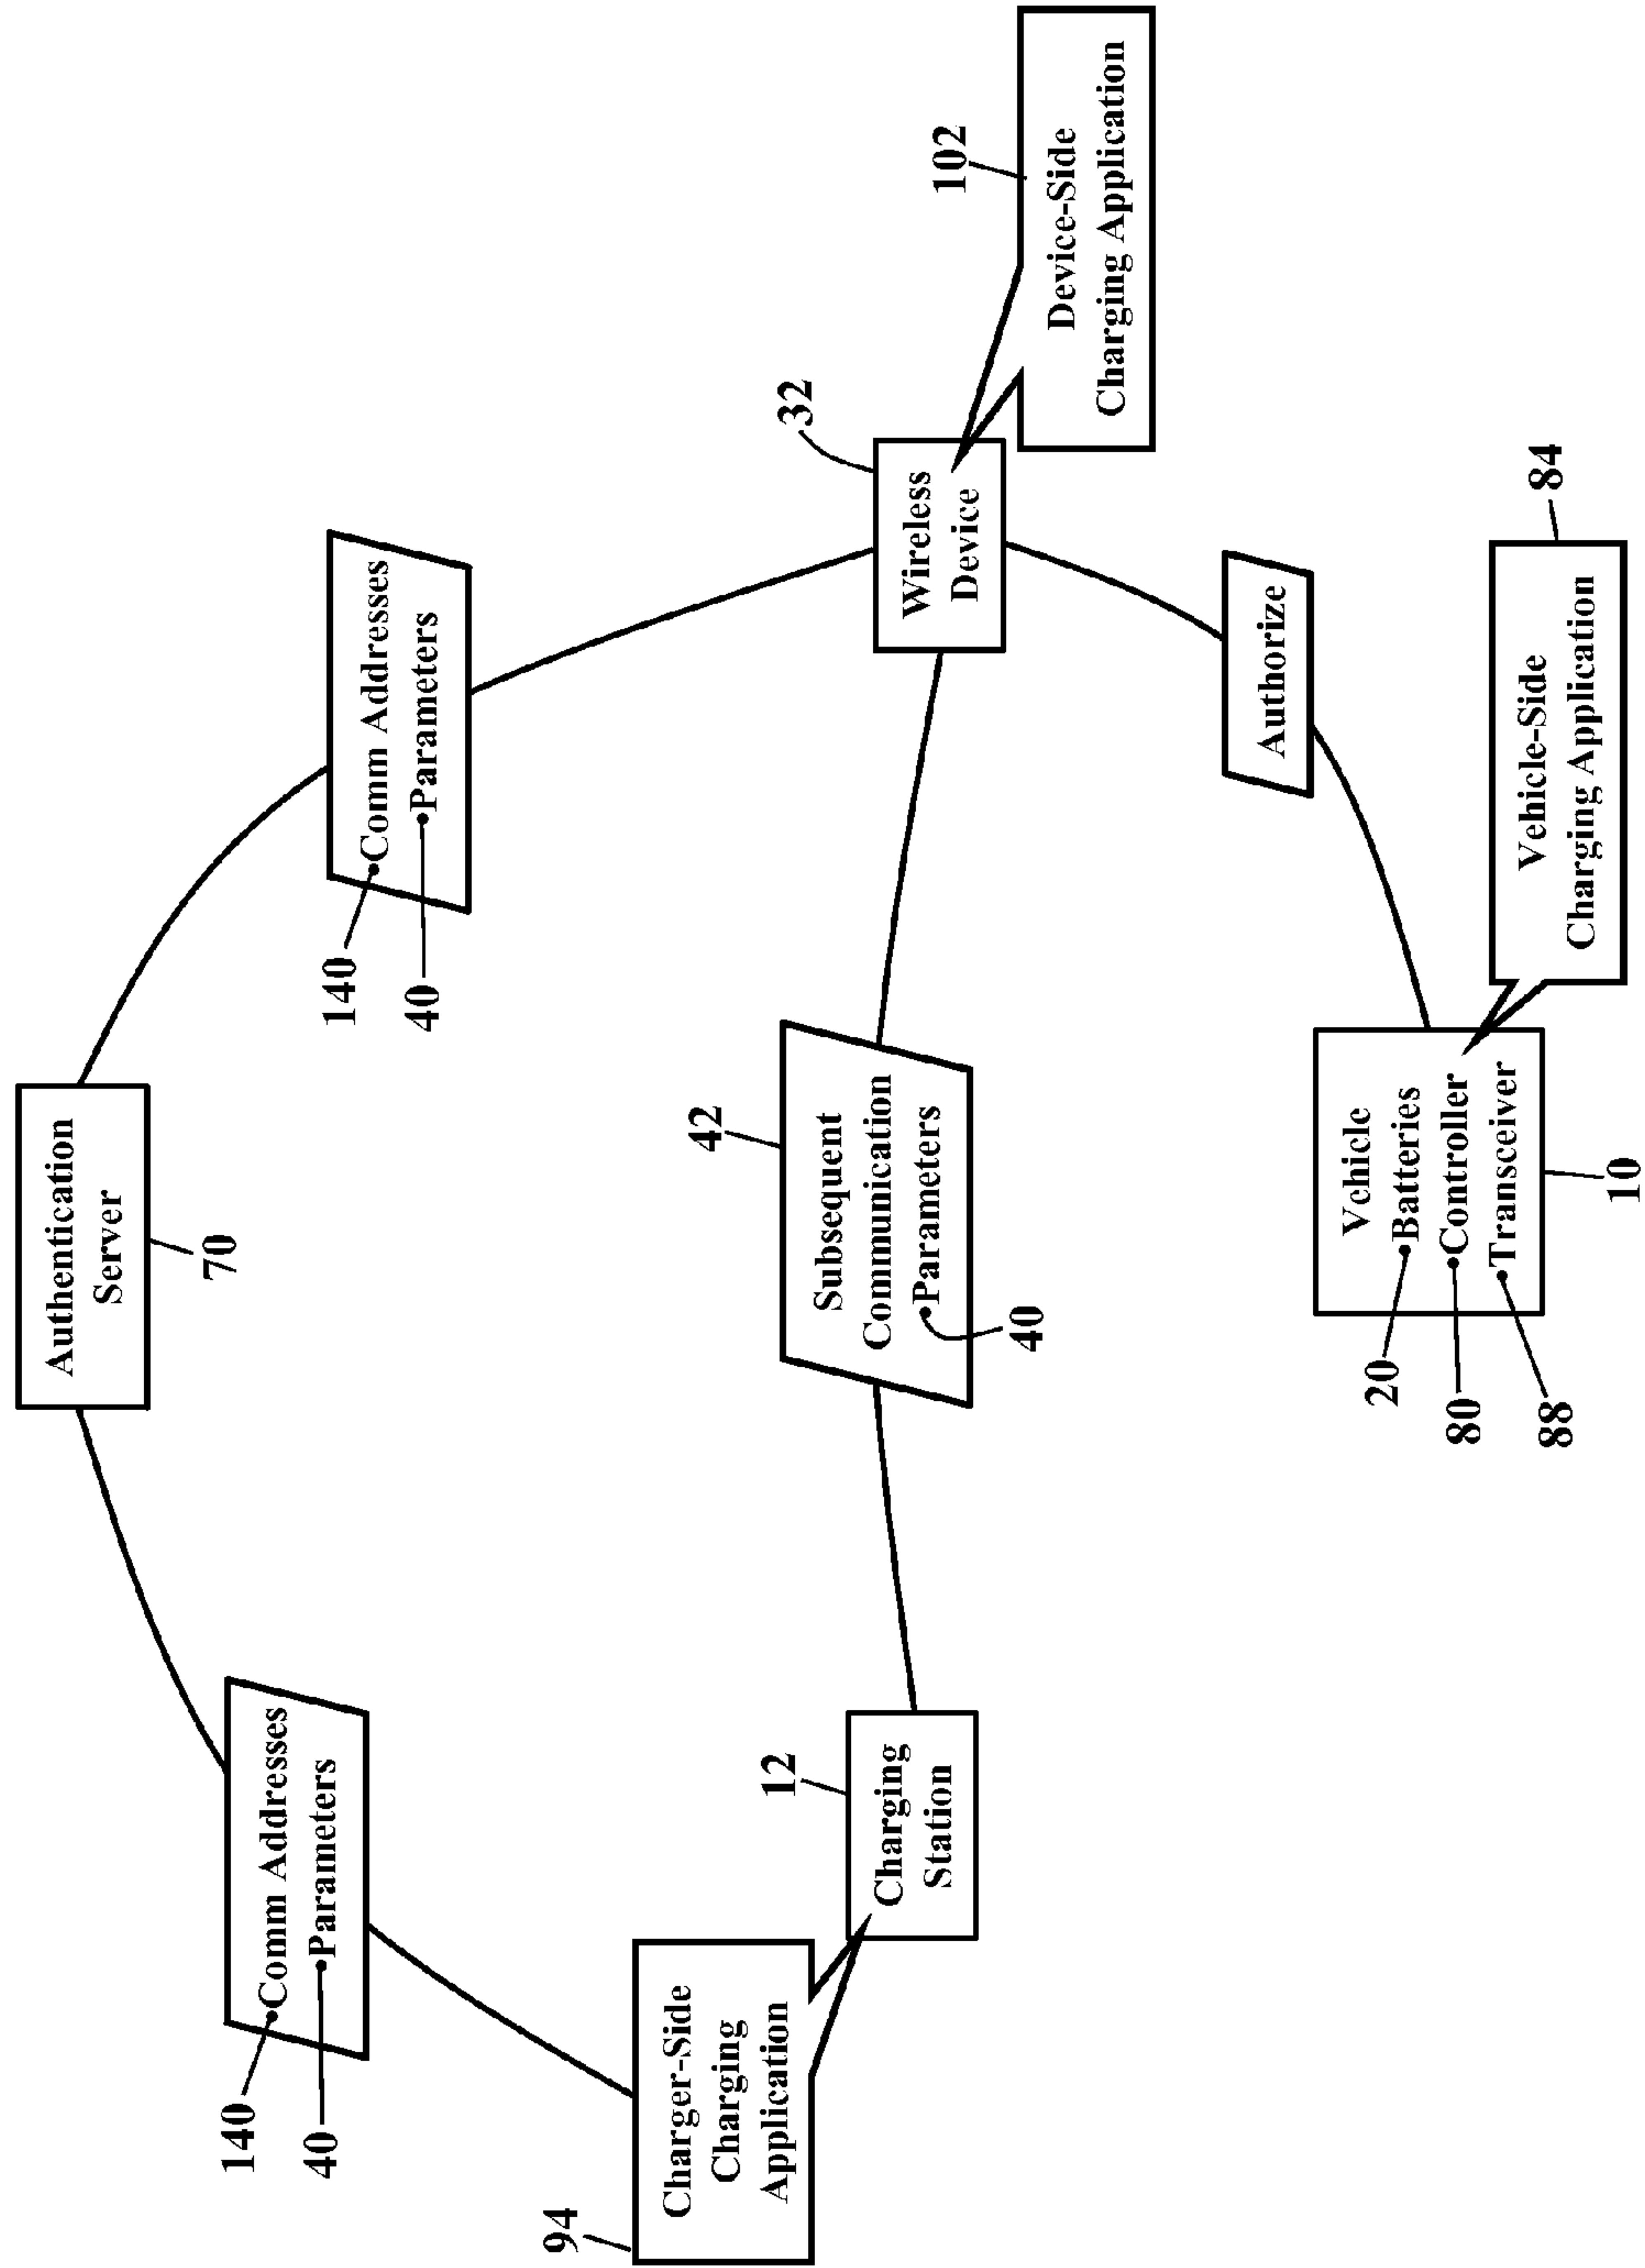 Authentication
Server
70
140
Comm Addresses
40
Parameters
140
Comm Addresses
40
Parameters
94
Charger-Side
Charging
Application
12
Charging
Station
42
Subsequent
Communication
Parameters
40
32
Wireless
Device
102
Device-Side
Charging Application
Authorize
Vehicle
20
Batteries
80
Controller
88
Transceiver
10
84
Vehicle-Side
Charging Application